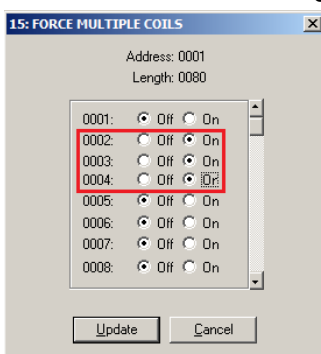 15: FORCE MULTIPLE COILS
Address: 0001
Length: 0080
0001: Off On
0002: Off On
0003: Off On
0004: Off On
0005: Off On
0006: Off On
0007: Off On
0008: Off On
Update Cancel